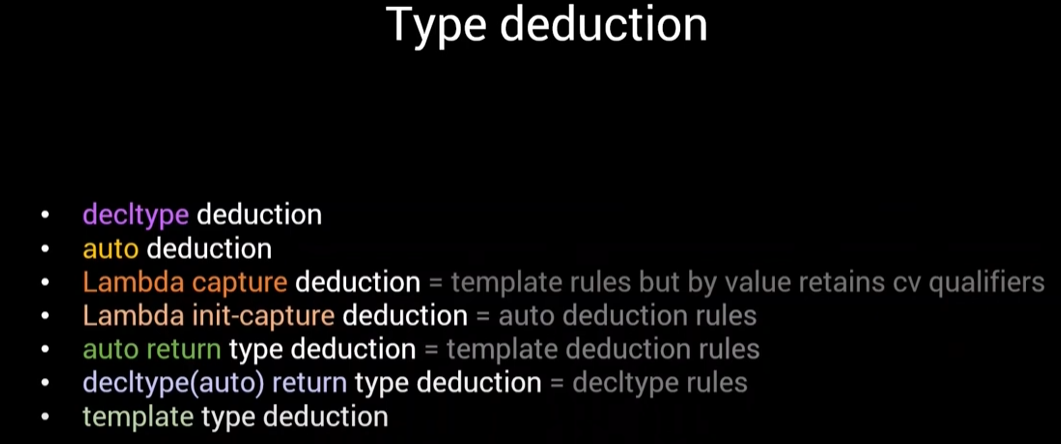 Type deduction
• decltype deduction
• auto deduction
• Lambda capture deduction = template rules but by value retains cv qualifiers
• Lambda init-capture deduction = auto deduction rules
• auto return type deduction = template deduction rules
• decltype(auto) return type deduction = decltype rules
• template type deduction